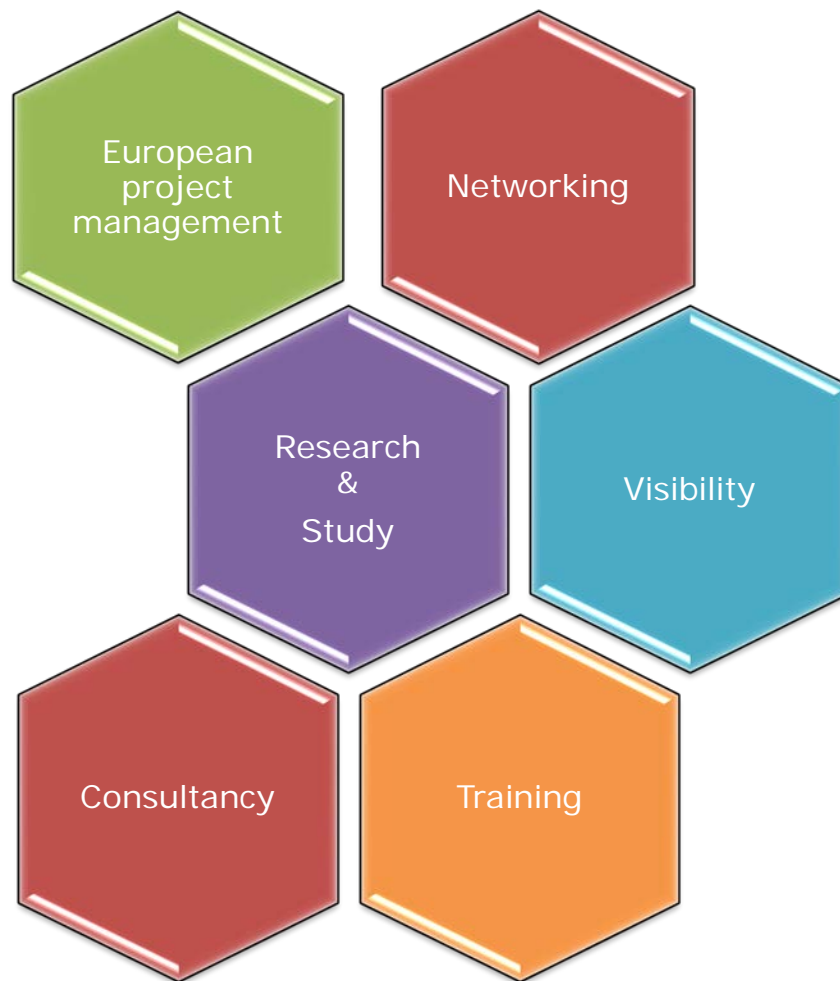 European
project
management
Networking
Research
&
Study
Visibility
Consultancy
Training